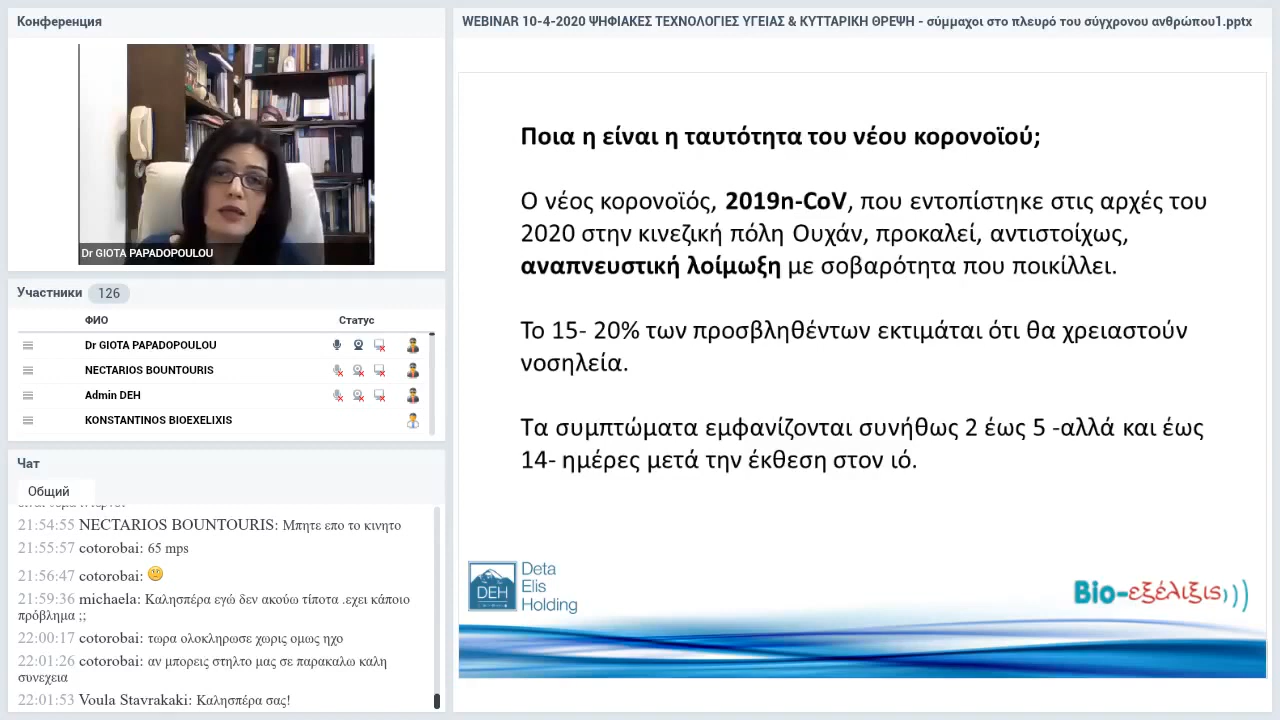 Конференция
Dr GIOTA PAPADOPOULOU
Участники 126
ФИО Статус
Dr GIOTA PAPADOPOULOU
NECTARIOS BOUNTOURIS
Admin DEH
KONSTANTINOS BIOEXELIXIS
Чат
Общий
21:54:55 NECTARIOS BOUNTOURIS: Μπητε επο το κινητο
21:55:57 cotorobai: 65 mps
21:56:47 cotorobai:
21:59:36 michaela: Καλησπέρα εγώ δεν ακούω τίποτα .εχει κάποιο
πρόβλημα ;;
22:00:17 cotorobai: τωρα ολοκληρωσε χωρις ομως ηχο
22:01:26 cotorobai: αν μπορεις στηλτο μας σε παρακαλω καλη
συνεχεια
22:01:53 Voula Stavrakaki: Καλησπέρα σας!
WEBINAR 10-4-2020 ΨΗΦΙΑΚΕΣ ΤΕΧΝΟΛΟΓΙΕΣ ΥΓΕΙΑΣ & ΚΥΤΤΑΡΙΚΗ ΘΡΕΨΗ - σύμμαχοι στο πλευρό του σύγχρονου ανθρώπου1.pptx
Ποια η είναι η ταυτότητα του νέου κορονοϊού;
Ο νέος κορονοϊός, 2019n-CoV, που εντοπίστηκε στις αρχές του
2020 στην κινεζική πόλη Ουχάν, προκαλεί, αντιστοίχως,
αναπνευστική λοίμωξη με σοβαρότητα που ποικίλλει.
Το 15- 20% των προσβληθέντων εκτιμάται ότι θα χρειαστούν
νοσηλεία.
Τα συμπτώματα εμφανίζονται συνήθως 2 έως 5 -αλλά και έως
14- ημέρες μετά την έκθεση στον ιό.
DEH
Deta
Elis
Holding
Bio-εξέλιξις